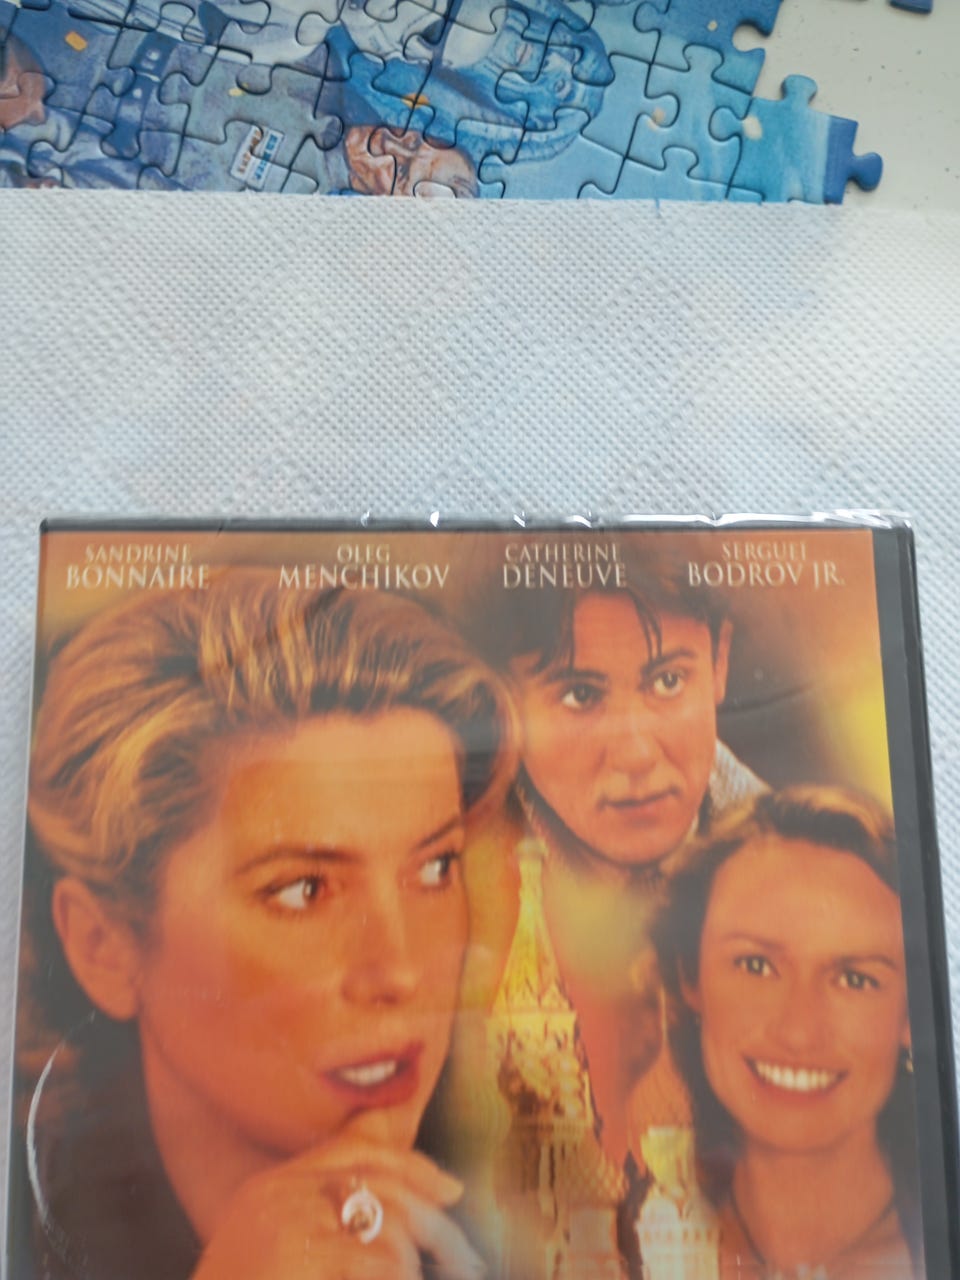 SANDRINE
BONNAIRE
OLEG
MENCHIKOV
CATHERINE
DENEUVE
SERGUEI
BODROV JR.